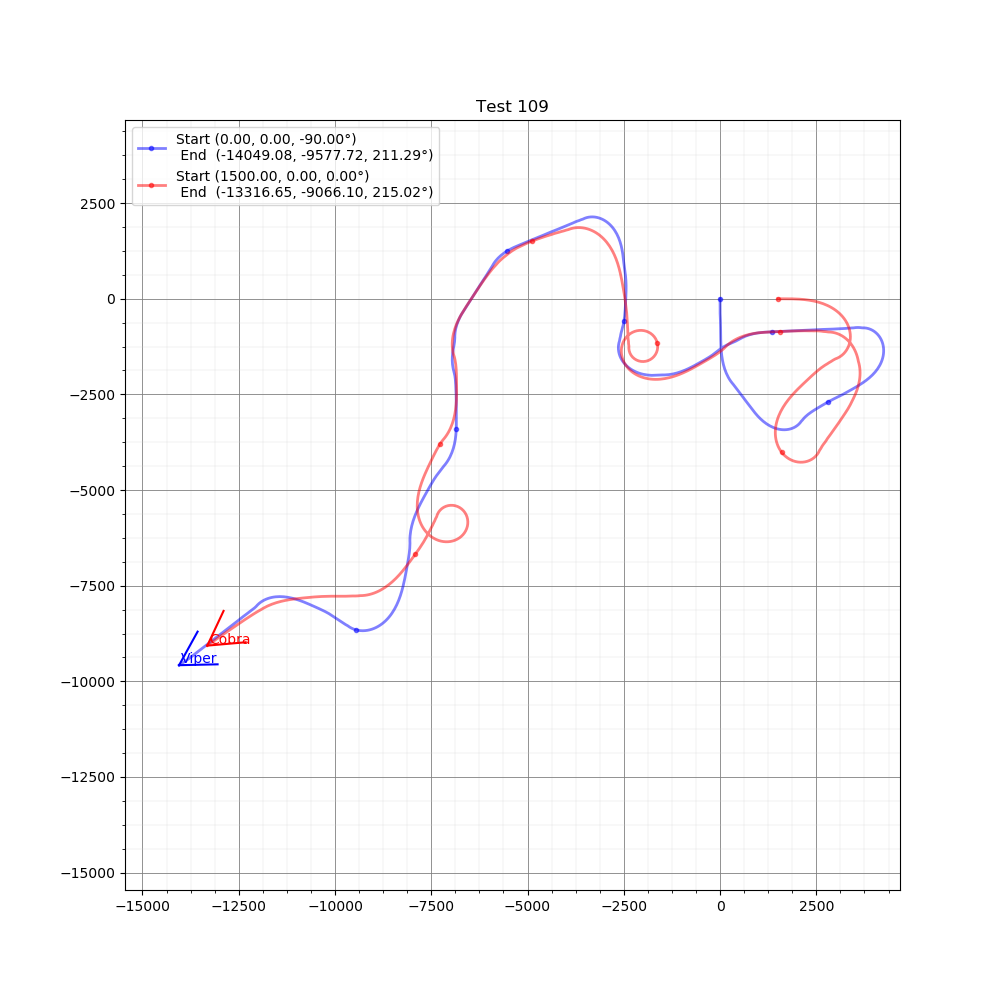 Test 109
Start (0.00, 0.00, -90.00°)
End (-14049.08, -9577.72, 211.29°)
Start (1500.00, 0.00, 0.00°)
End (-13316.65, -9066.10, 215.02°)
2500
0
−2500
−5000
−7500
−10000
−12500
−15000
Cobra
Viper
−15000 −12500 −10000 −7500 −5000 −2500 0 2500